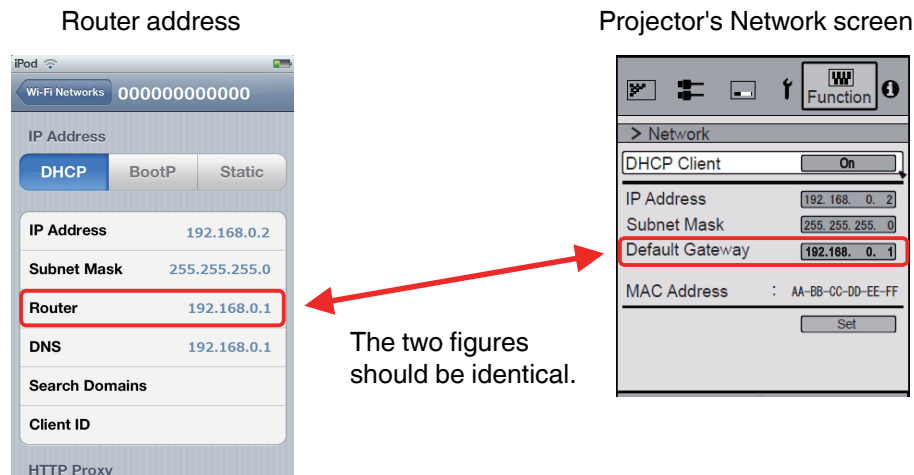 Router address
iPod
Wi-Fi Networks 000000000000
IP Address
DHCP BootP Static
IP Address 192.168.0.2
Subnet Mask 255.255.255.0
Router 192.168.0.1
DNS 192.168.0.1
Search Domains
Client ID
HTTP Proxy
The two figures
should be identical.
Projector's Network screen
Function
> Network
DHCP Client On
IP Address 192. 168. 0. 2
Subnet Mask 255. 255. 255. 0
Default Gateway 192.168. 0. 1
MAC Address : AA-BB-CC-DD-EE-FF
Set